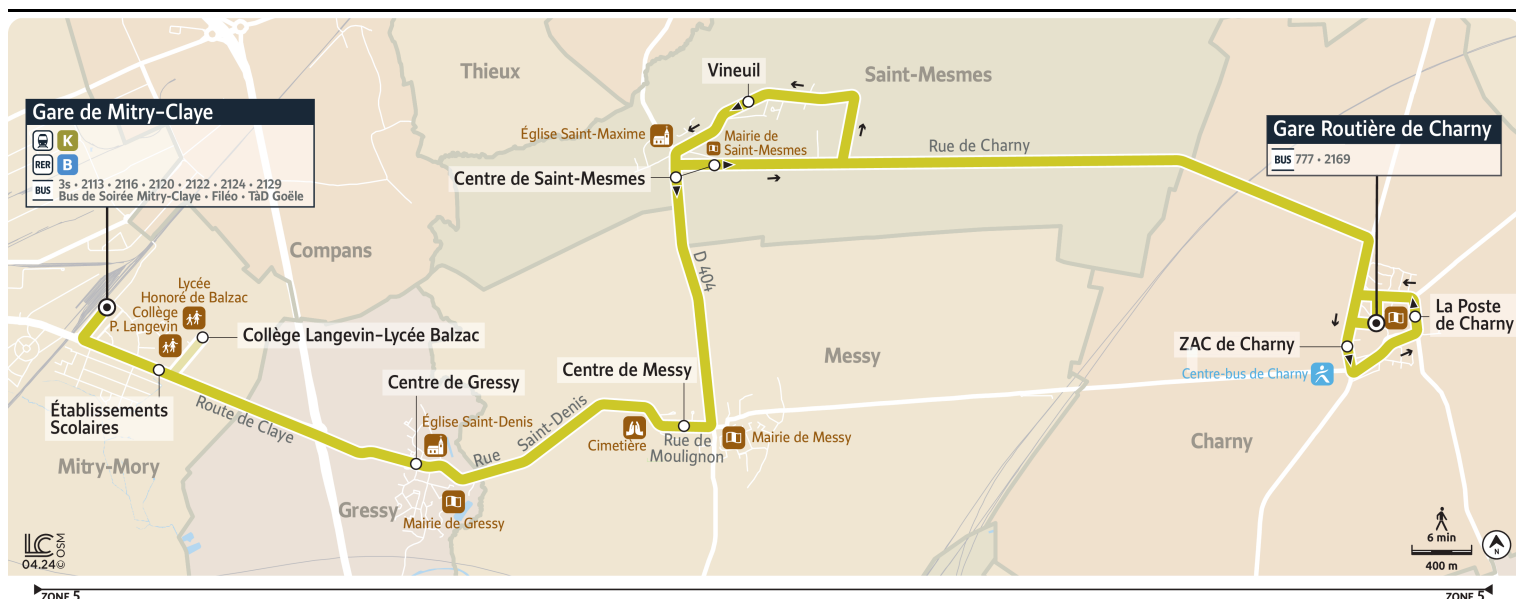 Thieux
Vineuil
Saint-Mesmes
Gare de Mitry-Claye
K
RER
B
BUS
3s • 2113 • 2116 • 2120 • 2122 • 2124 • 2129
Bus de Soirée Mitry-Claye • Filéo • TàD Goële
Église Saint-Maxime
Mairie de
Saint-Mesmes
Rue de Charny
Gare Routière de Charny
BUS 777 • 2169
Centre de Saint-Mesmes
Compans
D 404
Lycée
Honoré de Balzac
Collège
P. Langevin
Collège Langevin-Lycée Balzac
La Poste
de Charny
ZAC de Charny
Centre-bus de Charny
Messy
Centre de Messy
Centre de Gressy
Établissements
Scolaires
Route de Claye
Église Saint-Denis
Rue Saint-Denis
Cimetière
Rue de
Moulignon
Mairie de Messy
Charny
Mitry-Mory
Gressy
Mairie de Gressy
LC
04.24
© OSM
6 min
400 m
N
ZONE 5
ZONE 5